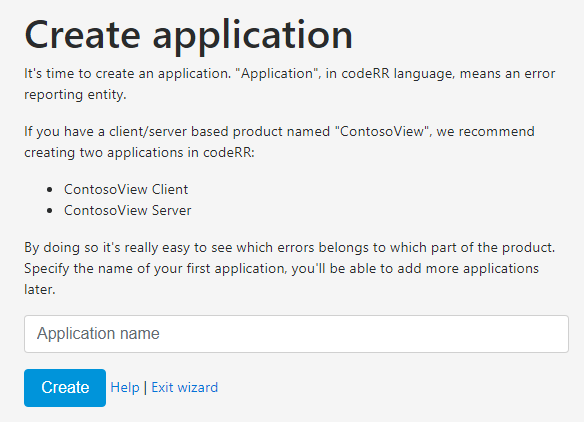 Create application
It's time to create an application. "Application", in codeRR language, means an error
reporting entity.
If you have a client/server based product named "ContosoView", we recommend
creating two applications in codeRR:
• ContosoView Client
• ContosoView Server
By doing so it's really easy to see which errors belongs to which part of the product.
Specify the name of your first application, you'll be able to add more applications
later.
Application name
Create Help | Exit wizard